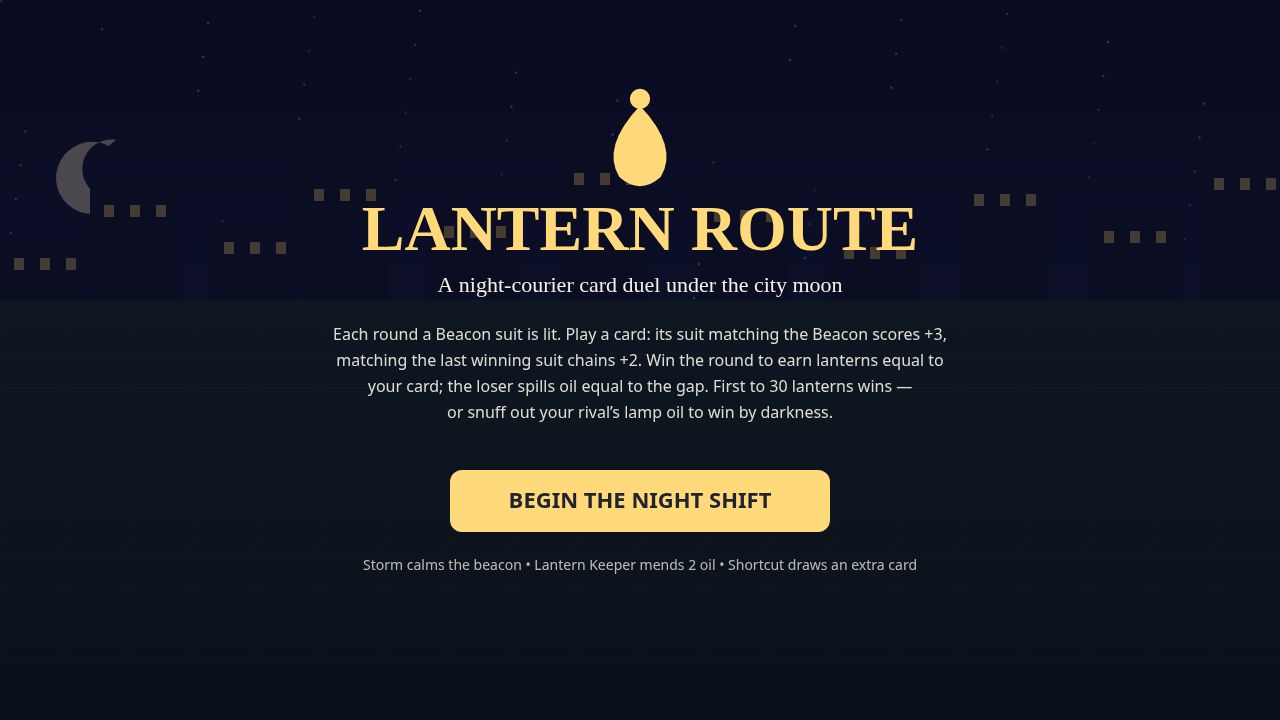 LANTERN ROUTE
A night-courier card duel under the city moon
Each round a Beacon suit is lit. Play a card: its suit matching the Beacon scores +3,
matching the last winning suit chains +2. Win the round to earn lanterns equal to
your card; the loser spills oil equal to the gap. First to 30 lanterns wins —
or snuff out your rival’s lamp oil to win by darkness.
BEGIN THE NIGHT SHIFT
Storm calms the beacon • Lantern Keeper mends 2 oil • Shortcut draws an extra card